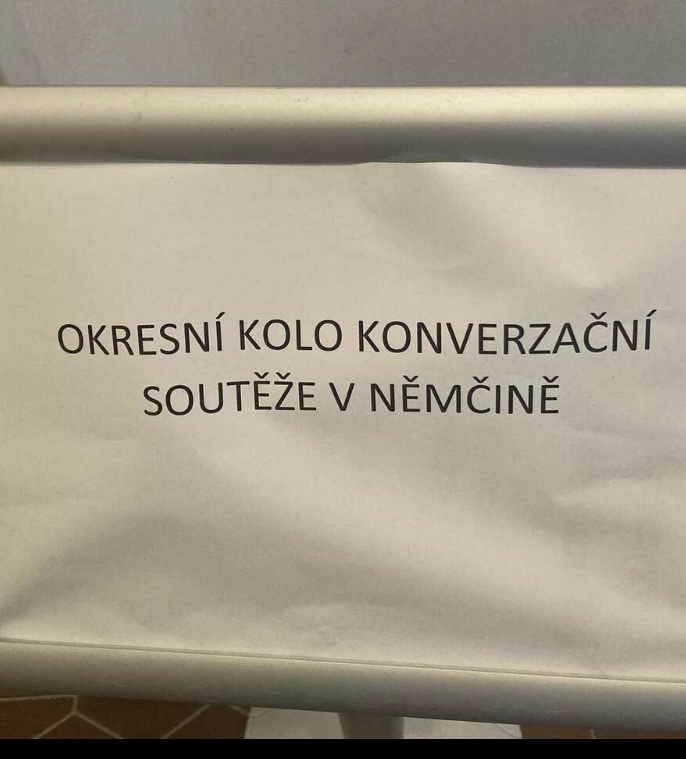 OKRESNÍ KOLO KONVERZAČNÍ
SOUTĚŽE V NĚMČINĚ